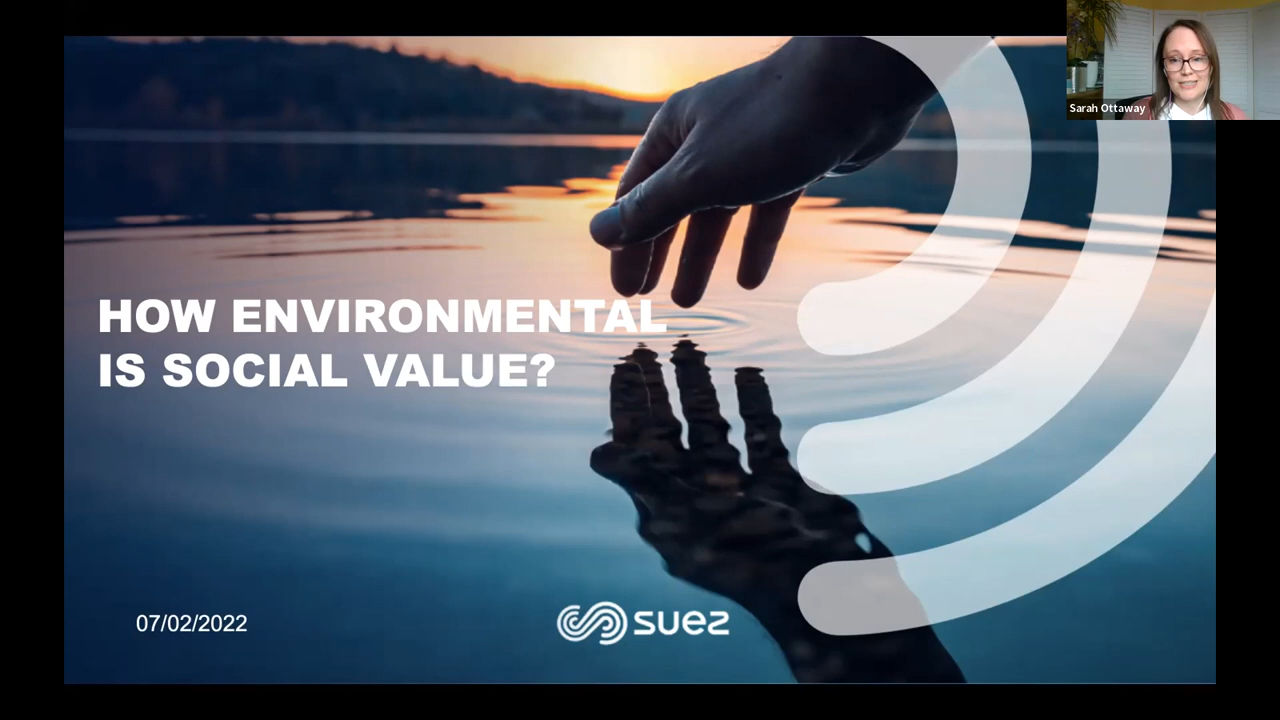 Sarah Ottaway
HOW ENVIRONMENTAL
IS SOCIAL VALUE?
07/02/2022
suez